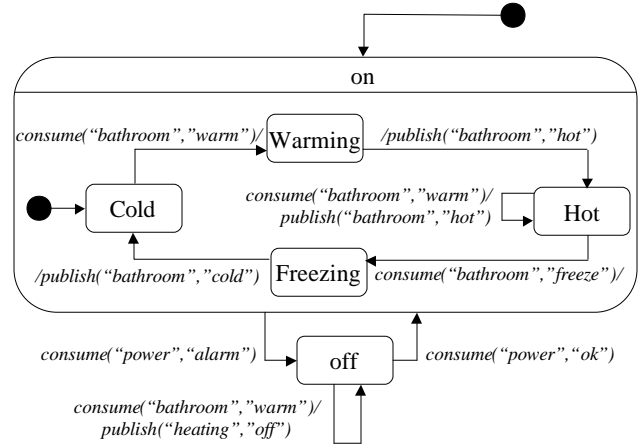 on
consume(“bathroom”,”warm”)/
Warming
/publish(“bathroom”,”hot”)
Cold
consume(“bathroom”,”warm”)/
publish(“bathroom”,”hot”)
Hot
/publish(“bathroom”,”cold”)
Freezing
consume(“bathroom”,”freeze”)/
consume(“power”,”alarm”)
off
consume(“power”,”ok”)
consume(“bathroom”,”warm”)/
publish(“heating”,”off”)